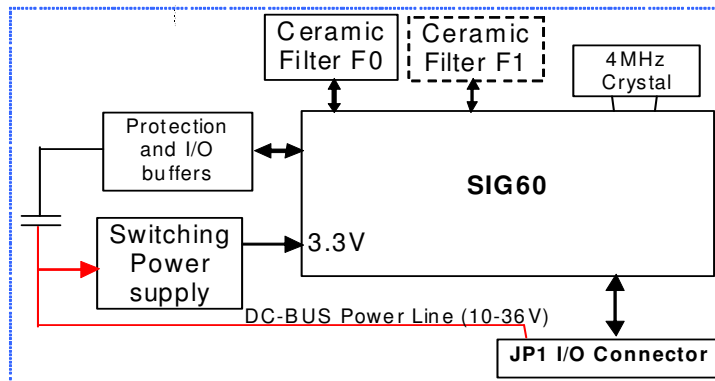 Ceramic
Filter F0
Ceramic
Filter F1
4MHz
Crystal
Protection
and I/O
buffers
SIG60
Switching
Power
supply
3.3V
DC-BUS Power Line (10-36V)
JP1 I/O Connector